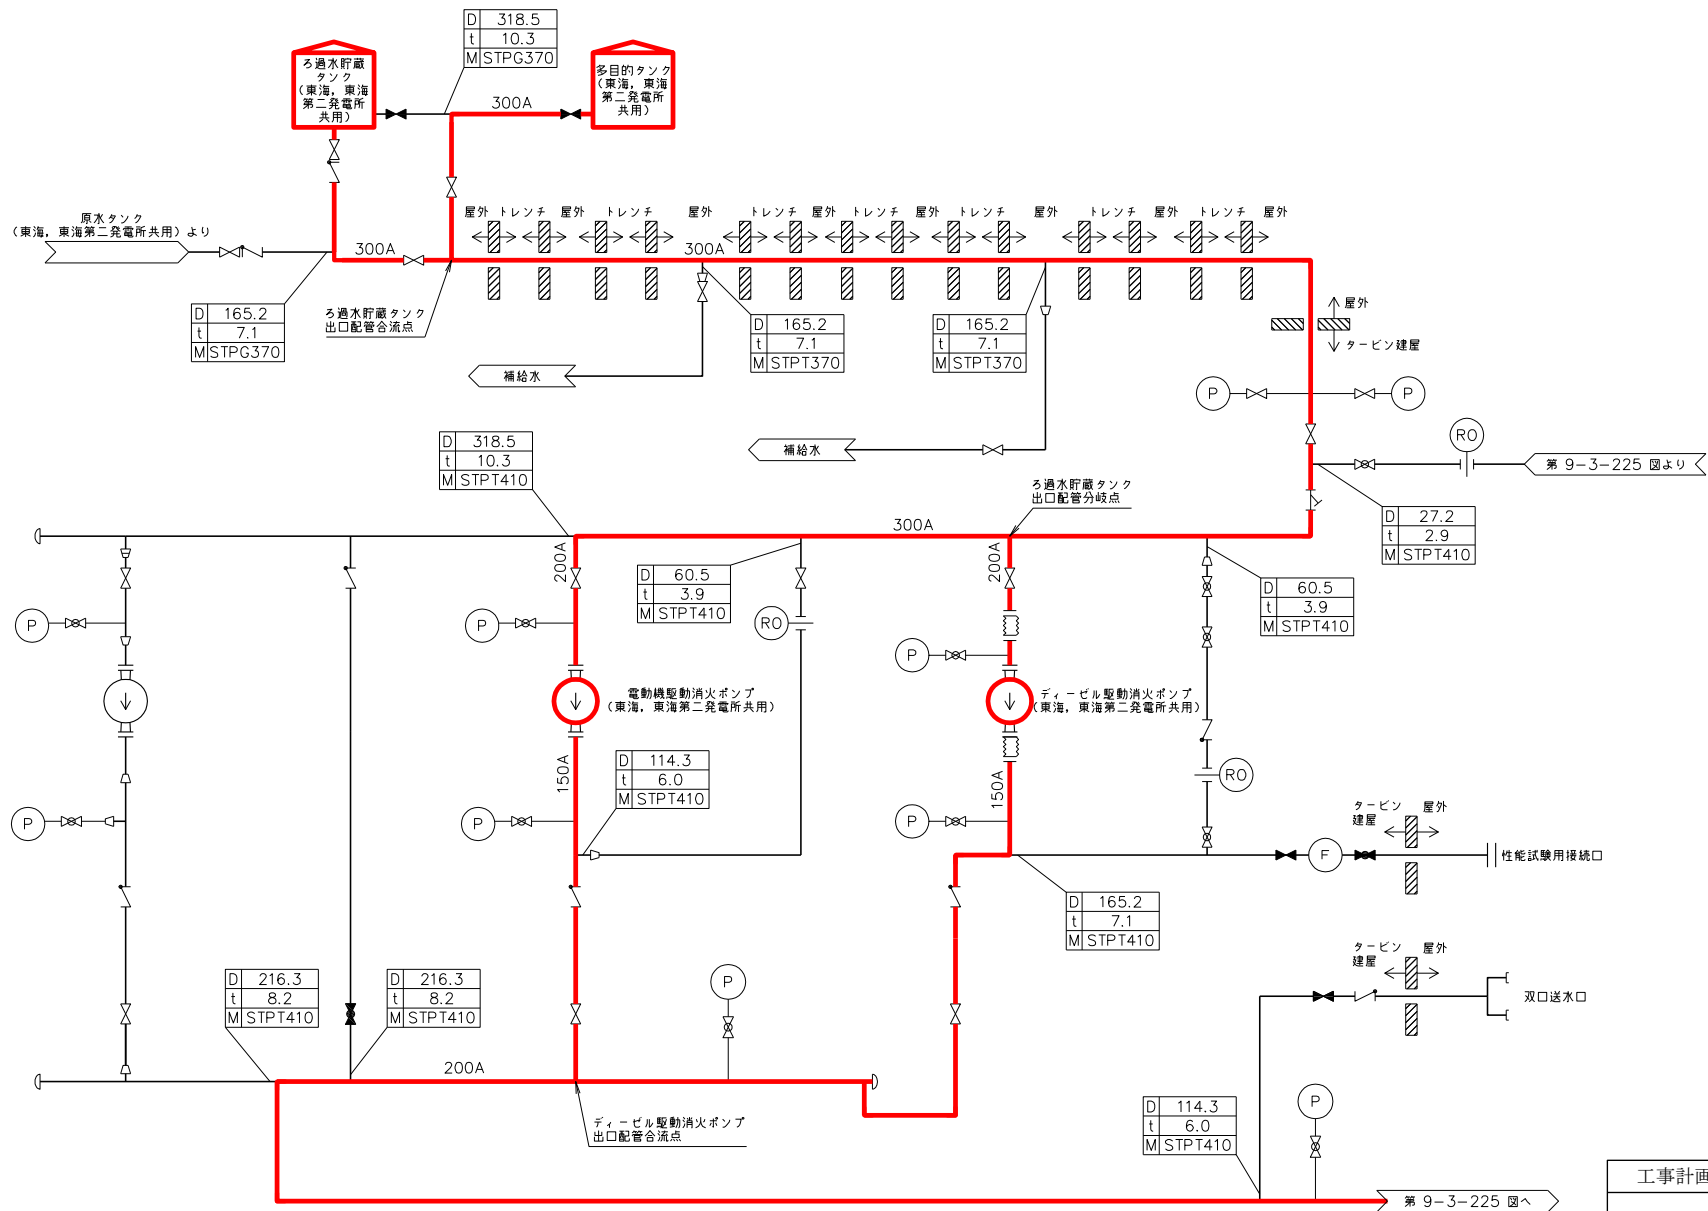 D 318.5
t 10.3
M STPG370
ろ過水貯蔵
タンク
(東海, 東海
第二発電所
共用)
多目的タンク
(東海, 東海
第二発電所
共用)
300A
原水タンク
(東海, 東海第二発電所共用) より
300A
屋外 トレンチ 屋外 トレンチ 屋外 トレンチ 屋外 トレンチ 屋外 トレンチ 屋外 トレンチ 屋外 トレンチ 屋外
300A
D 165.2
t 7.1
M STPG370
ろ過水貯蔵タンク
出口配管合流点
D 165.2
t 7.1
M STPT370
D 165.2
t 7.1
M STPT370
屋外
タービン建屋
補給水
P
P
補給水
RO
第 9-3-225 図より
D 318.5
t 10.3
M STPT410
ろ過水貯蔵タンク
出口配管分岐点
D 27.2
t 2.9
M STPT410
300A
200A
200A
D 60.5
t 3.9
M STPT410
D 60.5
t 3.9
M STPT410
P
P
RO
P
電動機駆動消火ポンプ
(東海, 東海第二発電所共用)
ディーゼル駆動消火ポンプ
(東海, 東海第二発電所共用)
150A
D 114.3
t 6.0
M STPT410
150A
RO
P
P
P
タービン
建屋
屋外
F
性能試験用接続口
D 165.2
t 7.1
M STPT410
タービン
建屋
屋外
双口送水口
D 216.3
t 8.2
M STPT410
D 216.3
t 8.2
M STPT410
P
200A
ディーゼル駆動消火ポンプ
出口配管合流点
D 114.3
t 6.0
M STPT410
P
第 9-3-225 図へ
工事計画